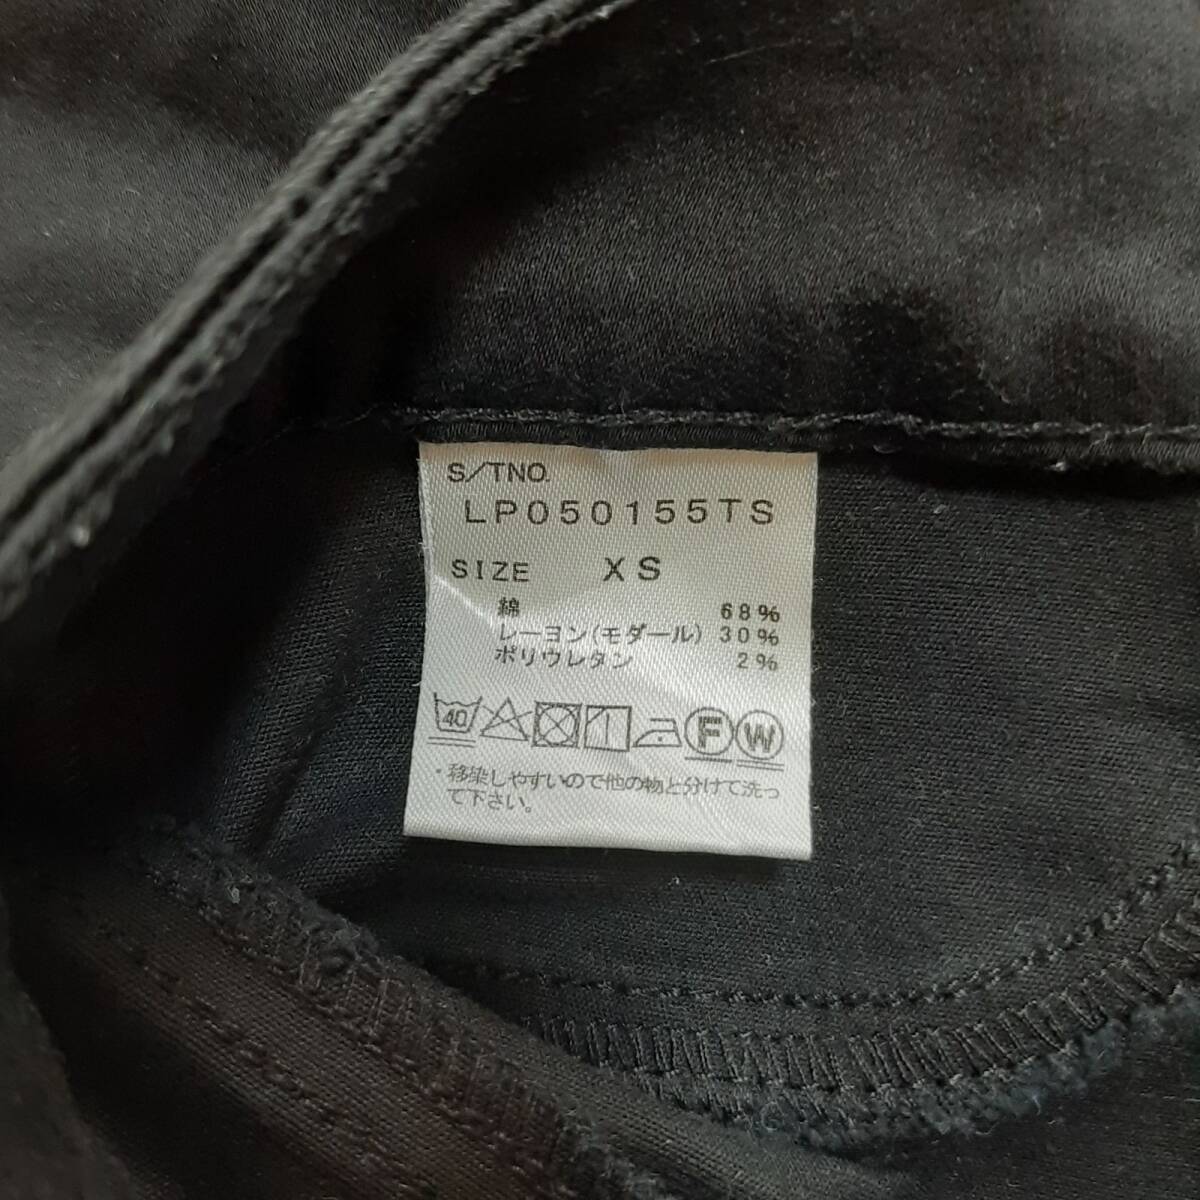 S/TNO.
LP050155TS
SIZE XS
綿 68%
レーヨン(モダール) 30%
ポリウレタン 2%
40 F W
・移染しやすいので他の物と分けて洗っ
て下さい。